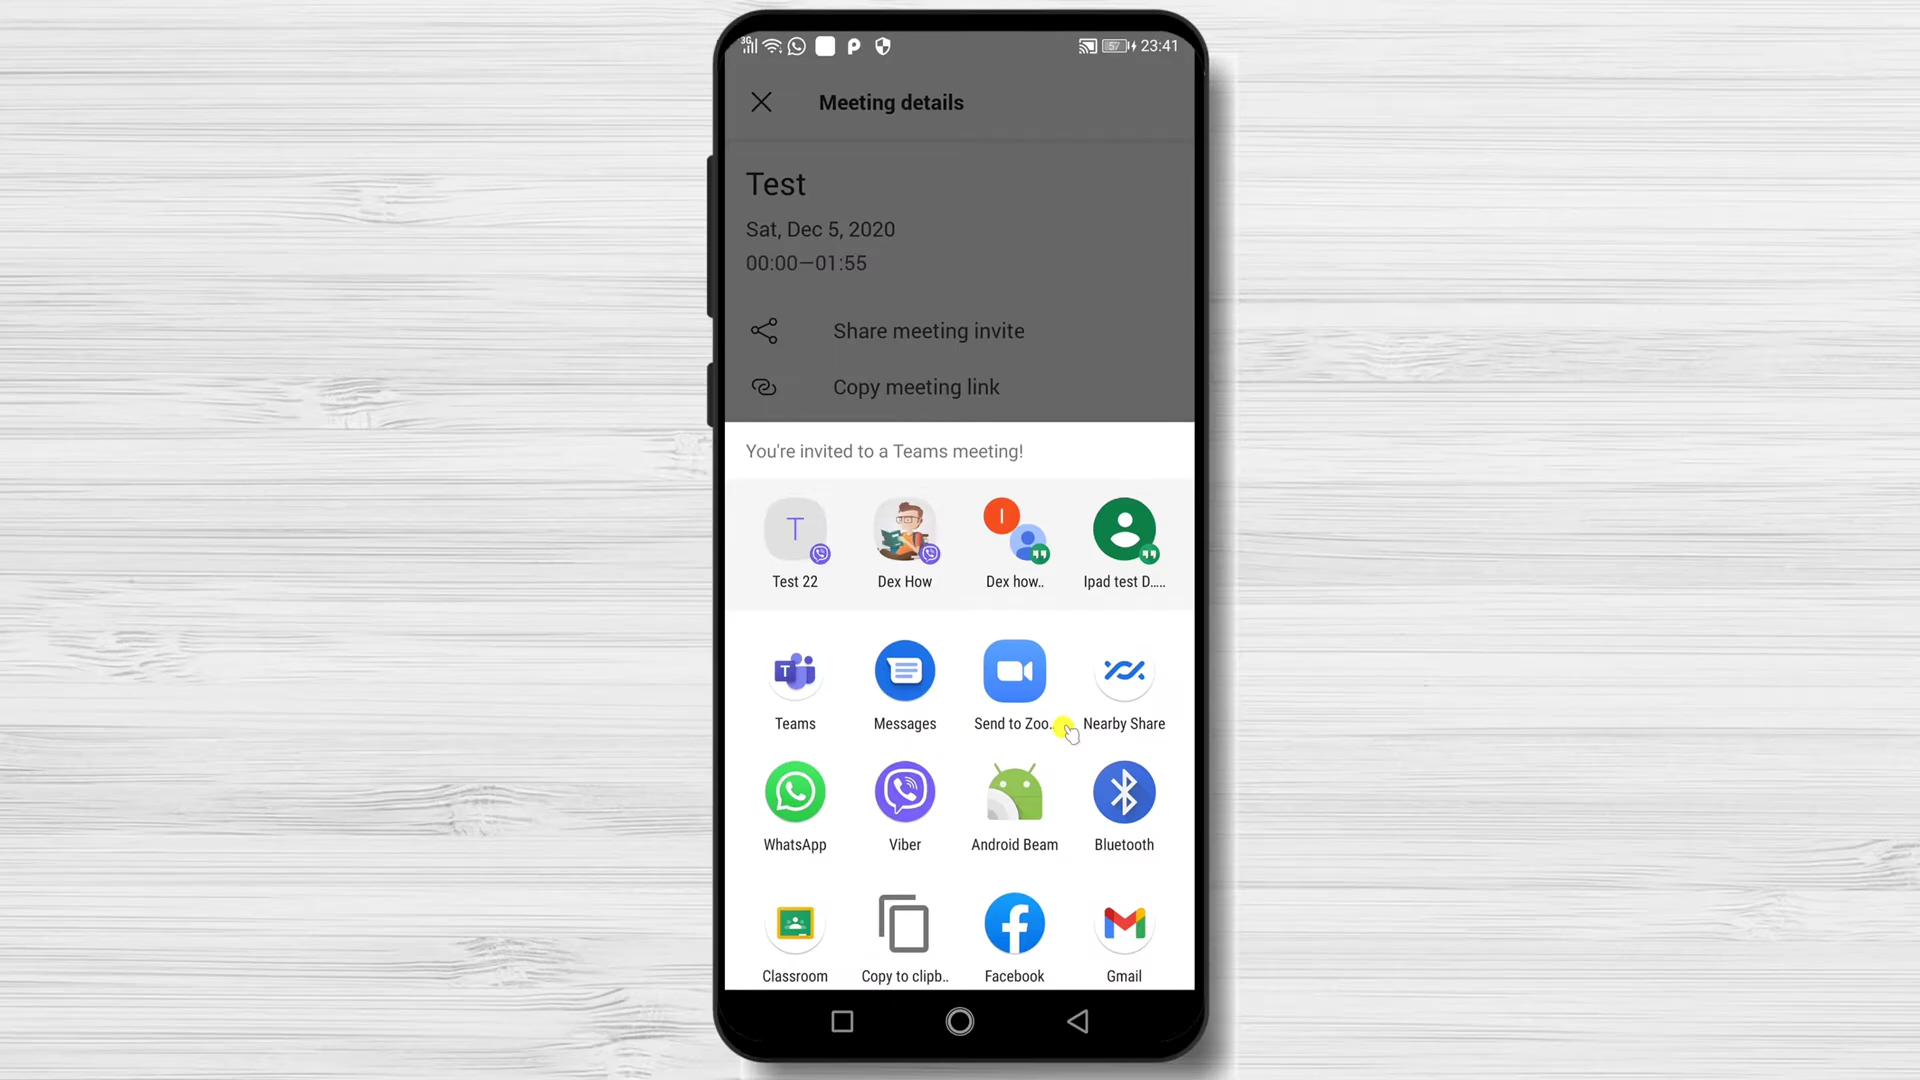 3G 57 23:41
Meeting details
Test
Sat, Dec 5, 2020
00:00—01:55
Share meeting invite
Copy meeting link
You're invited to a Teams meeting!
T I
Test 22 Dex How Dex how.. Ipad test D.…
T
Teams Messages Send to Zoo.. Nearby Share
WhatsApp Viber Android Beam Bluetooth
Classroom Copy to clipb.. Facebook Gmail